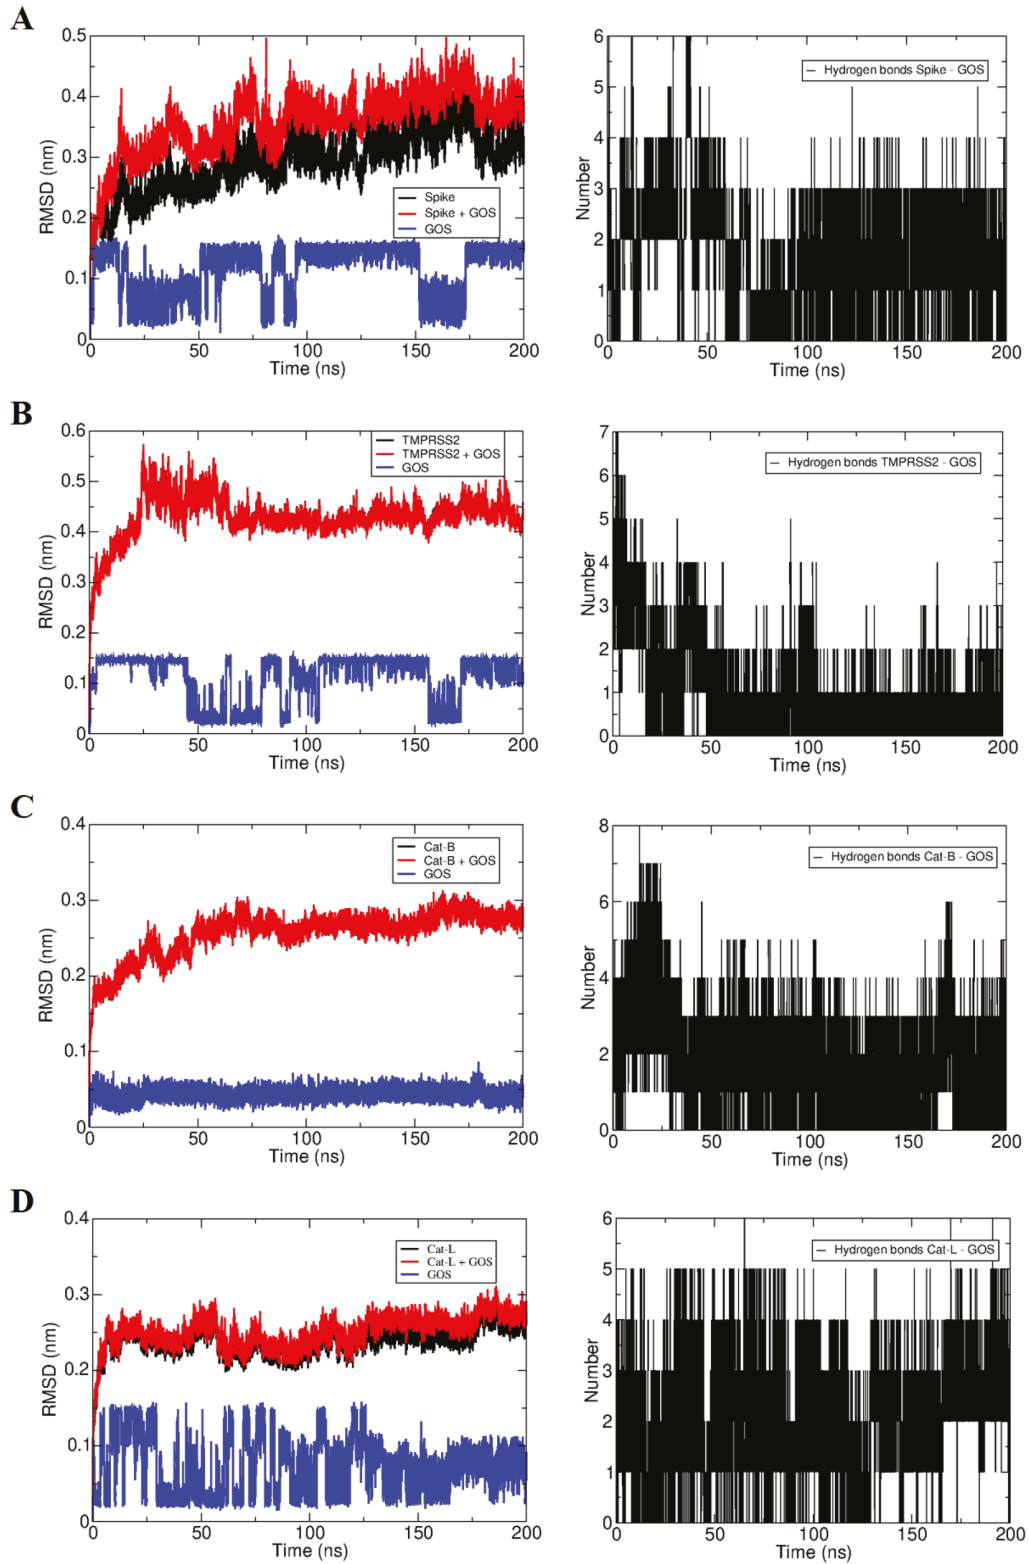 A
RMSD (nm)
0.5
0.4
0.3
0.2
0.1
0
Spike
Spike + GOS
GOS
0 50 100 150 200
Time (ns)
Number
6
5
4
3
2
1
0
Hydrogen bonds Spike - GOS
0 50 100 150 200
Time (ns)
B
RMSD (nm)
0.6
0.5
0.4
0.3
0.2
0.1
0
TMPRSS2
TMPRSS2 + GOS
GOS
0 50 100 150 200
Time (ns)
Number
7
6
5
4
3
2
1
0
Hydrogen bonds TMPRSS2 - GOS
0 50 100 150 200
Time (ns)
C
RMSD (nm)
0.4
0.3
0.2
0.1
0
Cat-B
Cat-B + GOS
GOS
0 50 100 150 200
Time (ns)
Number
8
6
4
2
0
Hydrogen bonds Cat-B - GOS
0 50 100 150 200
Time (ns)
D
RMSD (nm)
0.4
0.3
0.2
0.1
0
Cat-L
Cat-L + GOS
GOS
0 50 100 150 200
Time (ns)
Number
6
5
4
3
2
1
0
Hydrogen bonds Cat-L - GOS
0 50 100 150 200
Time (ns)